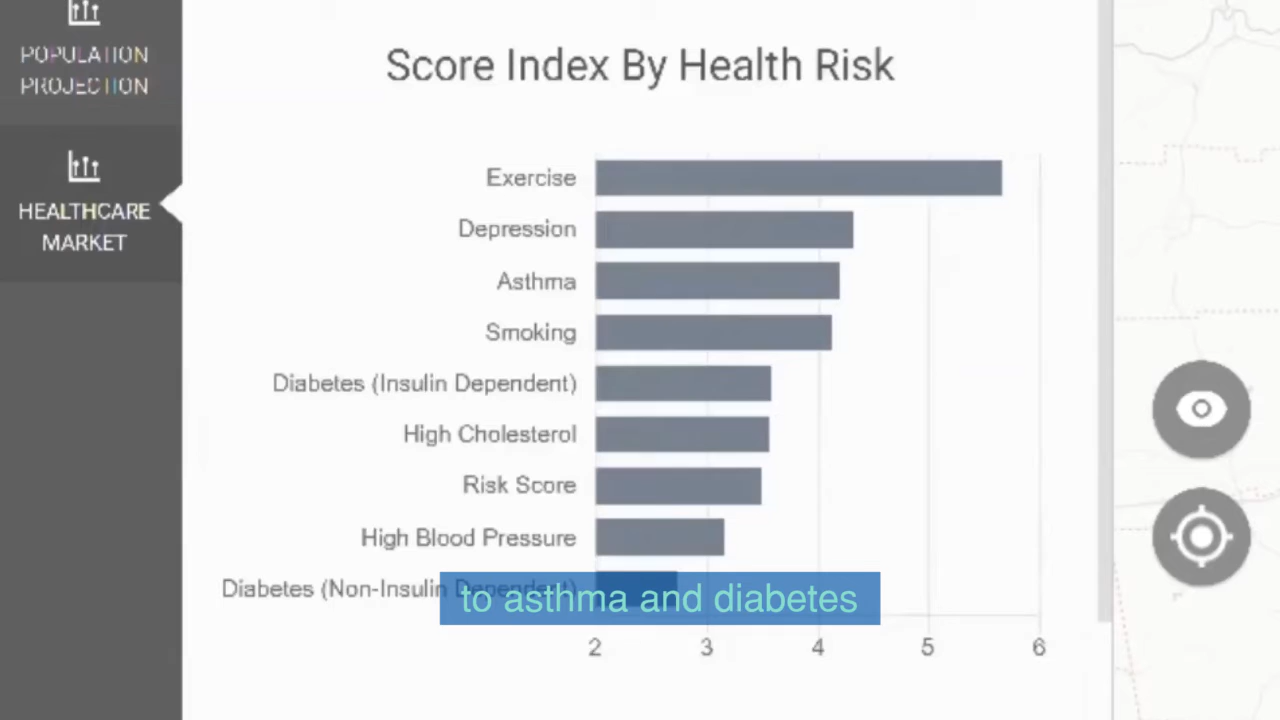 POPULATION
PROJECTION
HEALTHCARE
MARKET
Score Index By Health Risk
Exercise
Depression
Asthma
Smoking
Diabetes (Insulin Dependent)
High Cholesterol
Risk Score
High Blood Pressure
Diabetes (Non-Insulin Dependent)
to asthma and diabetes
2 3 4 5 6